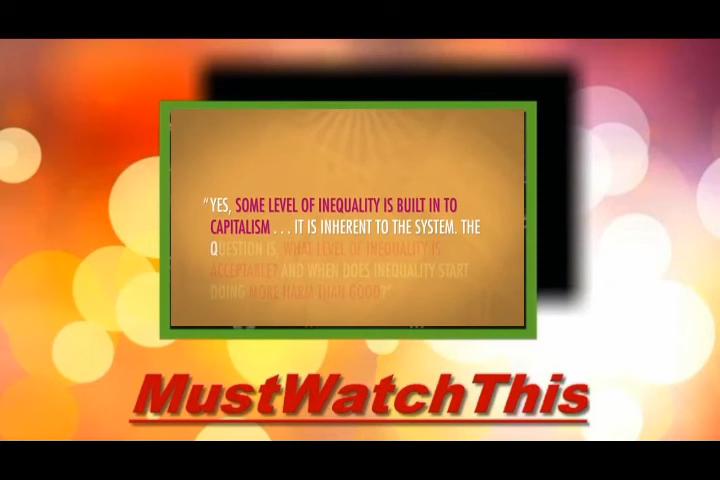 “YES, SOME LEVEL OF INEQUALITY IS BUILT IN TO
CAPITALISM . . . IT IS INHERENT TO THE SYSTEM. THE
QUESTION IS, WHAT LEVEL OF INEQUALITY IS
ACCEPTABLE? AND WHEN DOES INEQUALITY START
DOING MORE HARM THAN GOOD?”
MustWatchThis